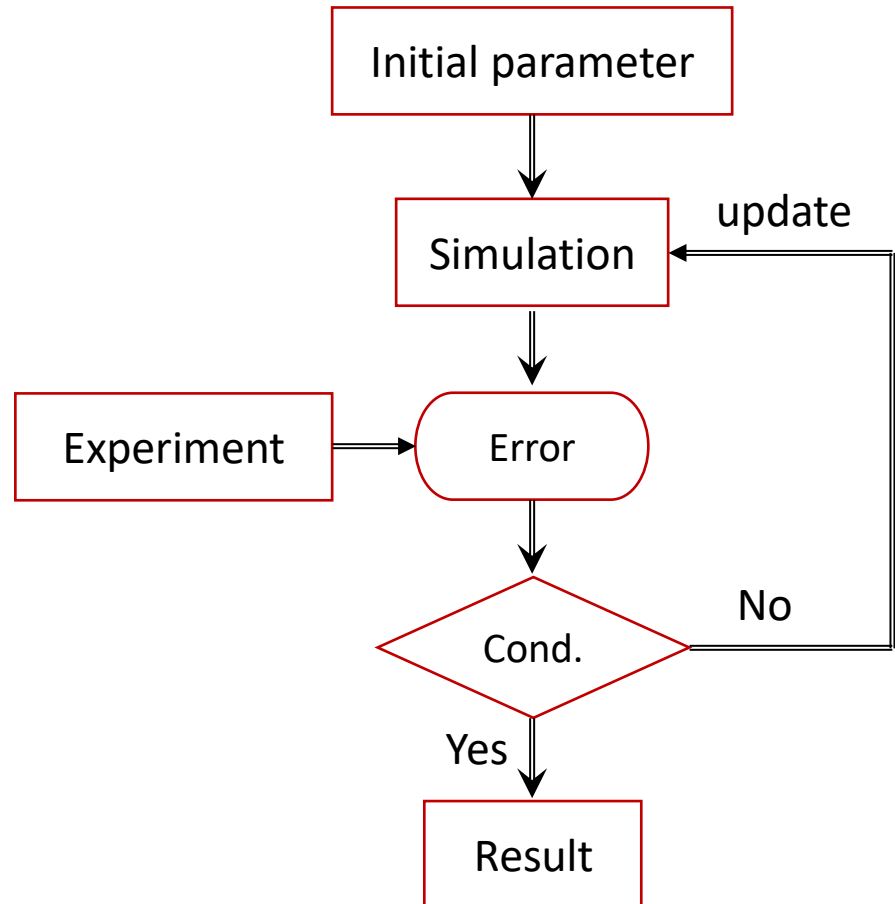 Initial parameter
update
Simulation
Experiment
Error
No
Cond.
Yes
Result